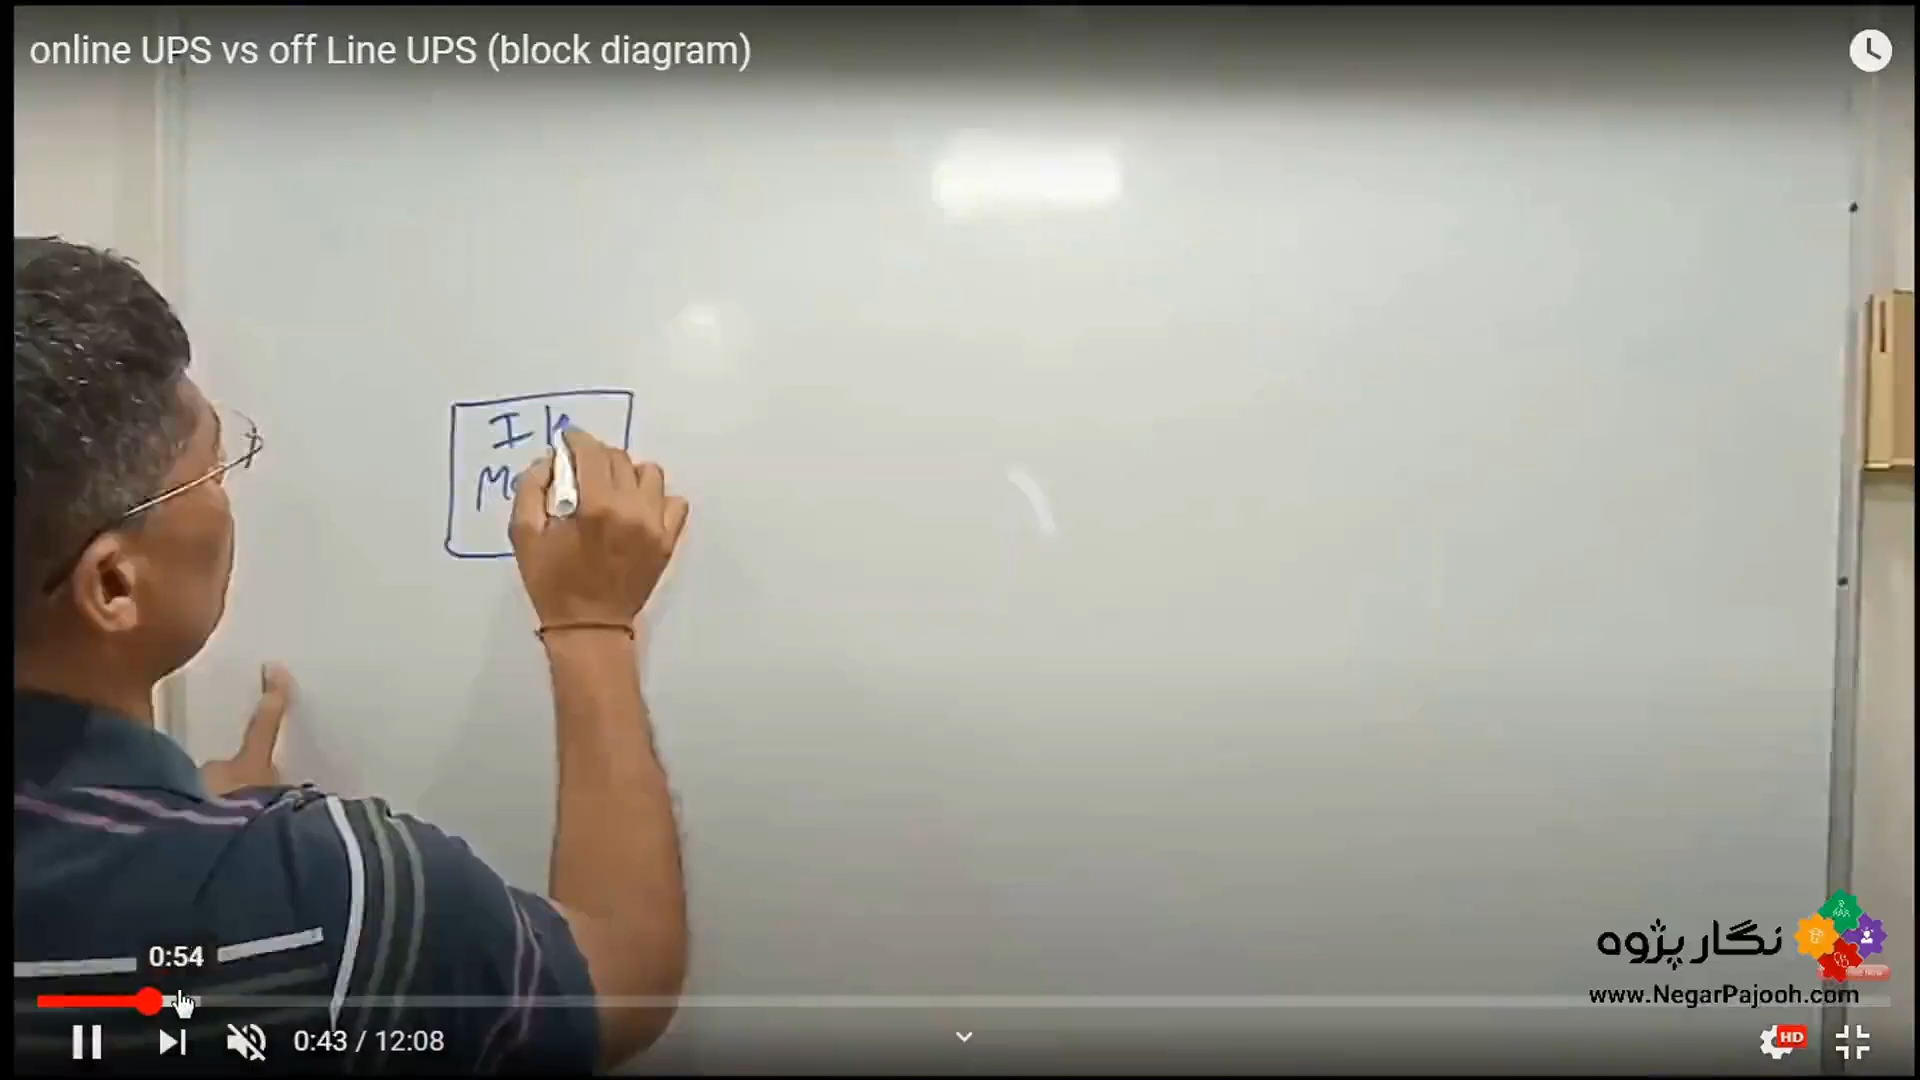 online UPS vs off Line UPS (block diagram)
I
نگار پژوه
www.NegarPajooh.com
0:54
0:43 / 12:08
HD